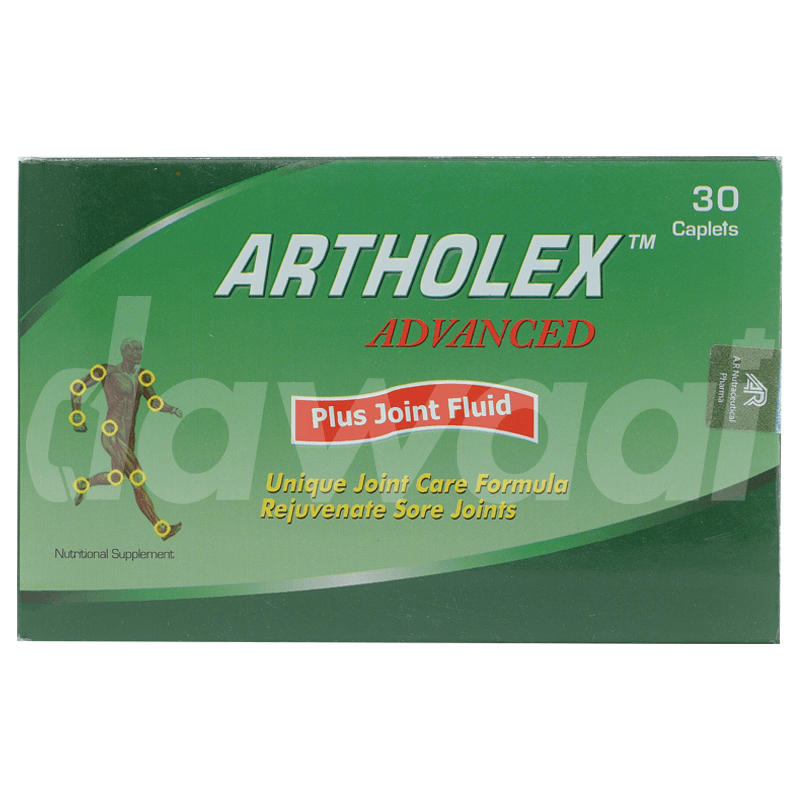 30
Caplets
ARTHOLEX™
ADVANCED
Plus Joint Fluid
Unique Joint Care Formula
Rejuvenate Sore Joints
Nutritional Supplement
AR
A.R Nutraceutical
Pharma
dawaai